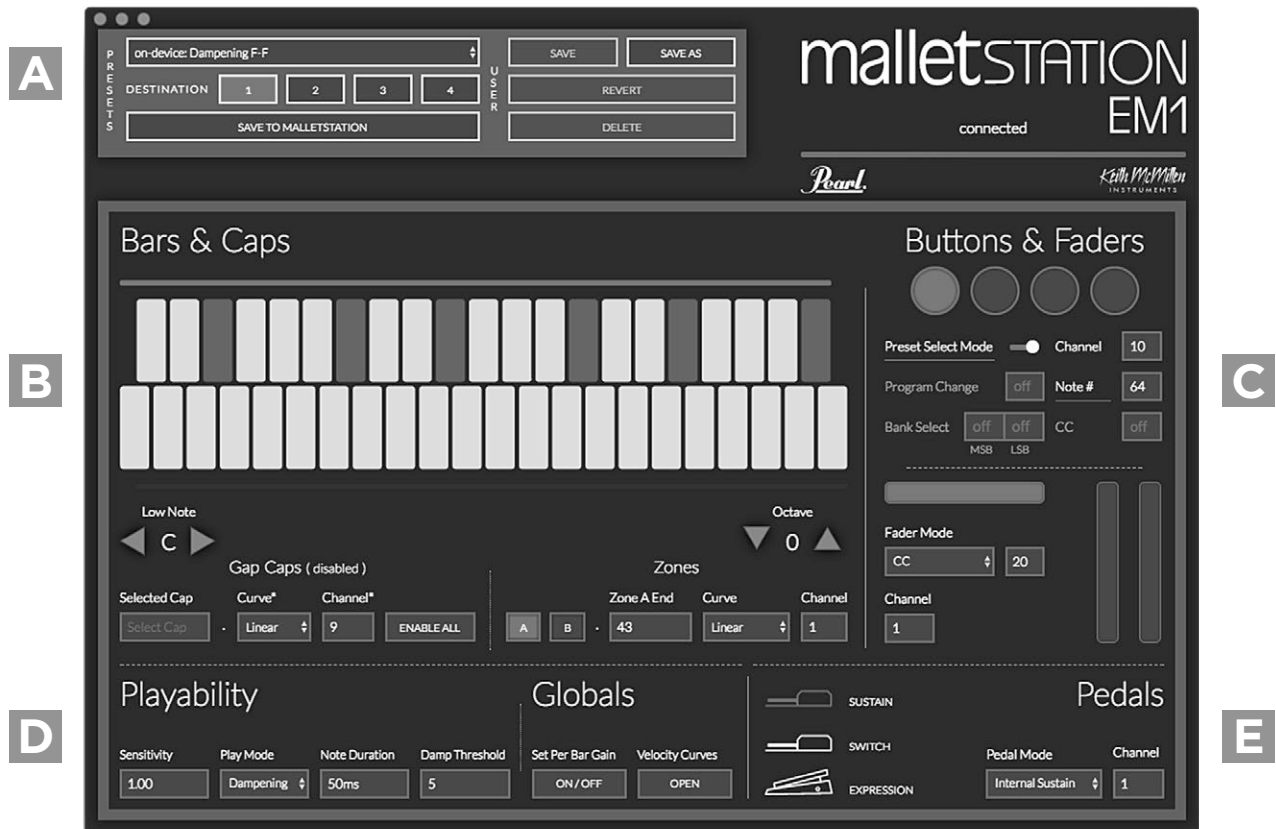 A
PRESETS
on-device: Dampening F-F
DESTINATION 1 2 3 4
SAVE TO MALLETSTATION
USER
SAVE SAVE AS
REVERT
DELETE
malletSTATION
EM1
connected
Pearl.
Keith McMillen
INSTRUMENTS
B
Bars & Caps
Low Note
C
Octave
0
Gap Caps ( disabled )
Selected Cap Curve* Channel*
Select Cap - Linear 9 ENABLE ALL
Zones
Zone A End Curve Channel
A B - 43 Linear 1
C
Buttons & Faders
Preset Select Mode Channel 10
Program Change off Note # 64
Bank Select off off CC off
MSB LSB
Fader Mode
CC 20
Channel
1
D
Playability
Sensitivity Play Mode Note Duration Damp Threshold
1.00 Dampening 50ms 5
Globals
Set Per Bar Gain Velocity Curves
ON / OFF OPEN
E
Pedals
SUSTAIN
SWITCH
EXPRESSION
Pedal Mode Channel
Internal Sustain 1